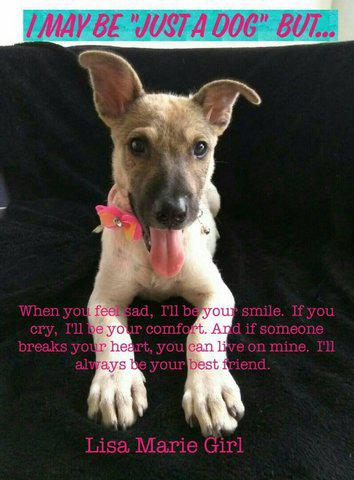 I MAY BE "JUST A DOG" BUT...
When you feel sad, I'll be your smile. If you
cry, I'll be your comfort. And if someone
breaks your heart, you can live on mine. I'll
always be your best friend.
Lisa Marie Girl